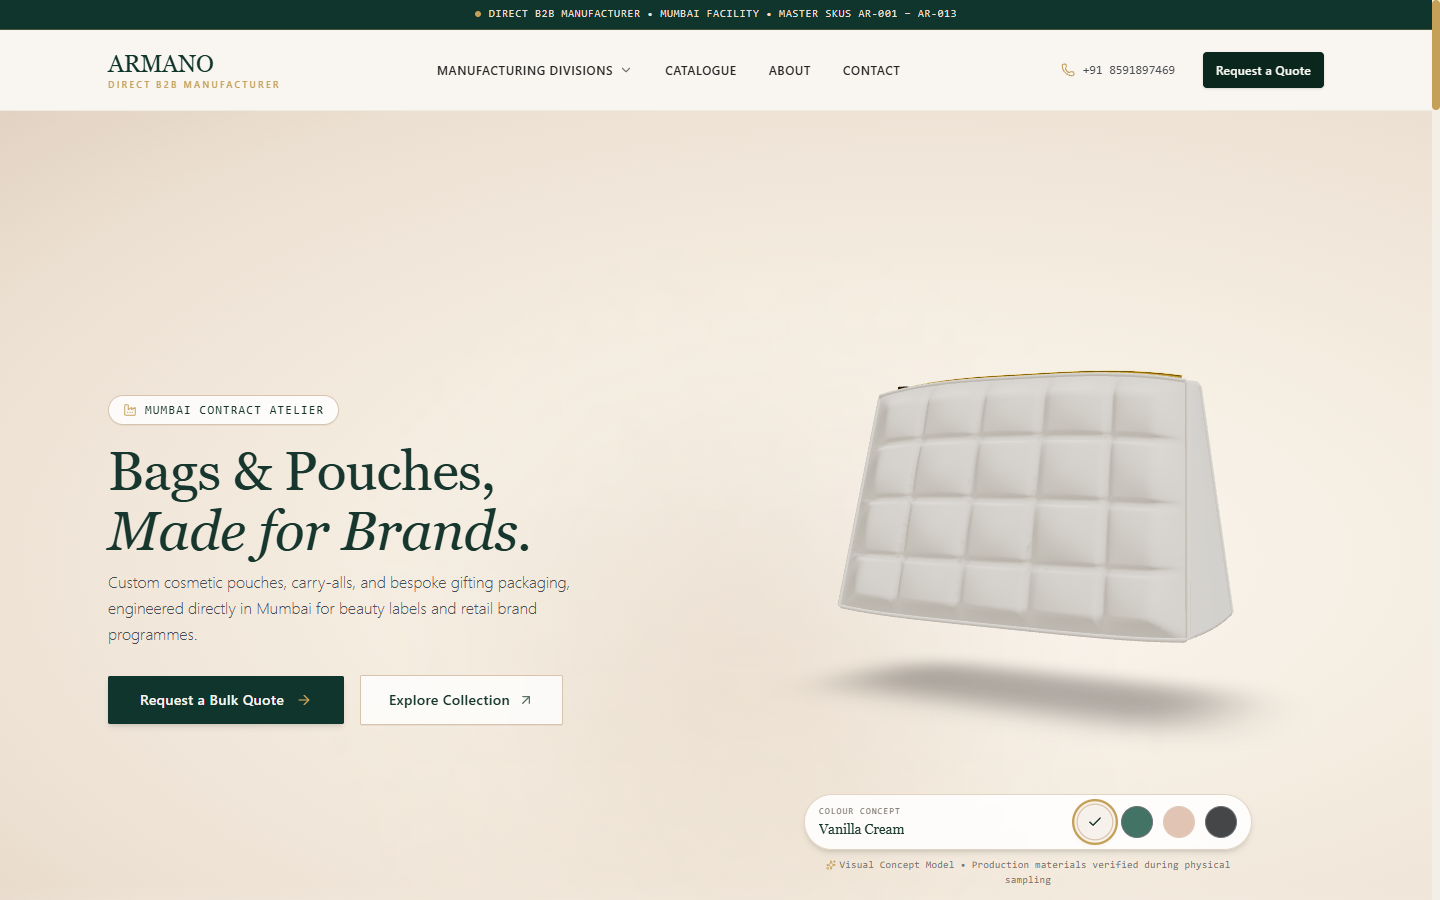 DIRECT B2B MANUFACTURER • MUMBAI FACILITY • MASTER SKUS AR-001 – AR-013
ARMANO
DIRECT B2B MANUFACTURER
MANUFACTURING DIVISIONS
CATALOGUE
ABOUT
CONTACT
+91 8591897469
Request a Quote
MUMBAI CONTRACT ATELIER
Bags & Pouches,
Made for Brands.
Custom cosmetic pouches, carry-alls, and bespoke gifting packaging,
engineered directly in Mumbai for beauty labels and retail brand
programmes.
Request a Bulk Quote
Explore Collection
COLOUR CONCEPT
Vanilla Cream
Visual Concept Model • Production materials verified during physical
sampling